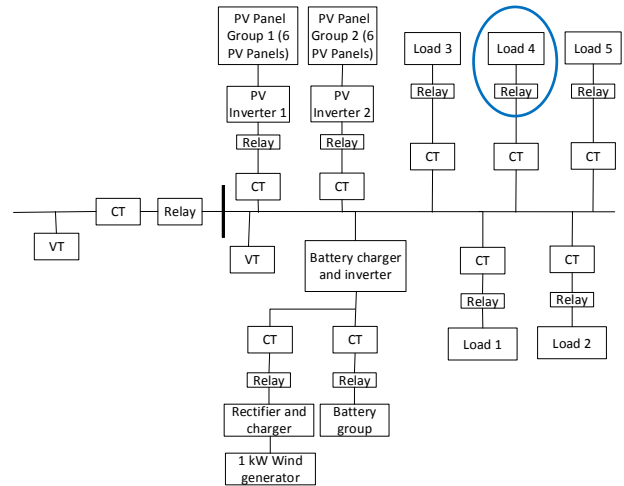 PV Panel
Group 1 (6
PV Panels)
PV Panel
Group 2 (6
PV Panels)
Load 3
Load 4
Load 5
PV
Inverter 1
PV
Inverter 2
Relay
Relay
Relay
Relay
Relay
CT
CT
CT
CT
CT
CT
Relay
VT
VT
Battery charger
and inverter
CT
CT
Relay
Relay
Load 1
Load 2
CT
CT
Relay
Relay
Rectifier and
charger
Battery
group
1 kW Wind
generator